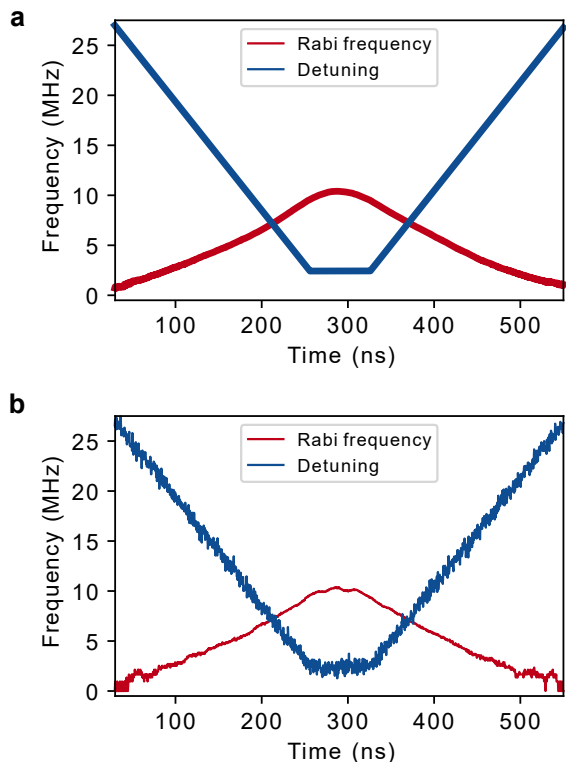 a
Rabi frequency
Detuning
25
20
15
10
5
0
Frequency (MHz)
100 200 300 400 500
Time (ns)
b
Rabi frequency
Detuning
25
20
15
10
5
0
Frequency (MHz)
100 200 300 400 500
Time (ns)